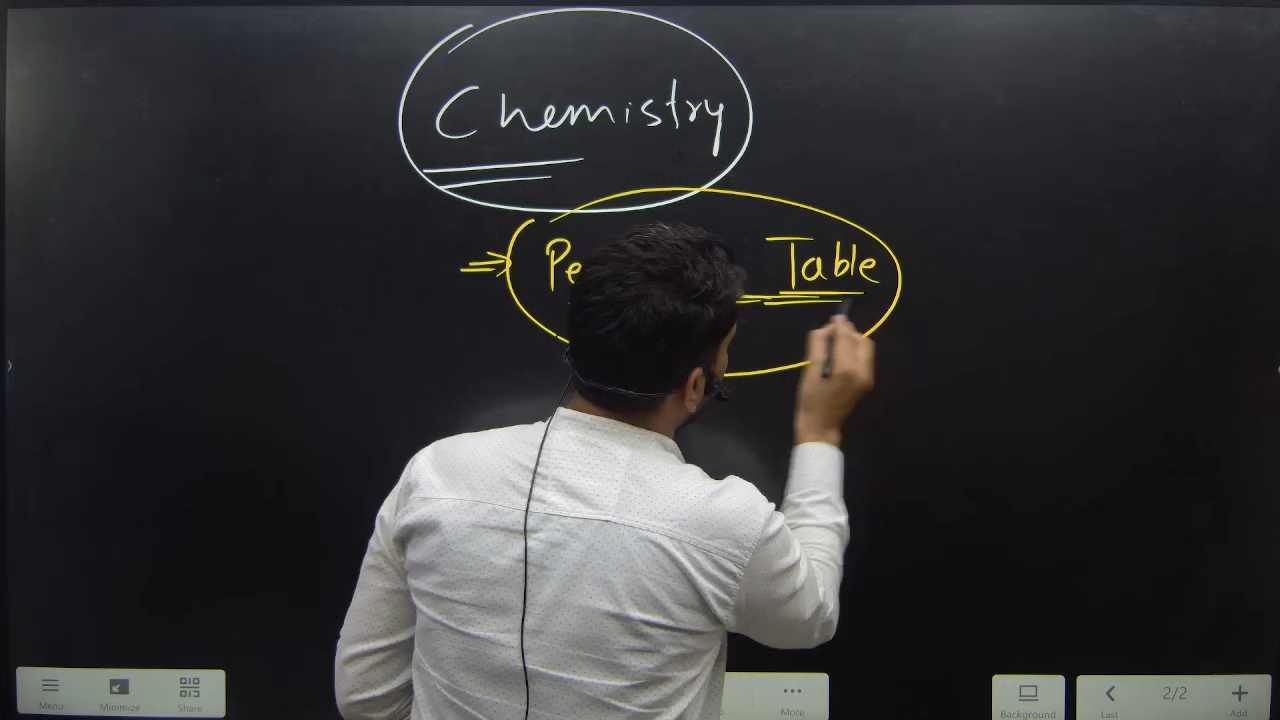 Chemistry
⇒ Pe Table
Menu Minimize Share More Background Last 2/2 Add